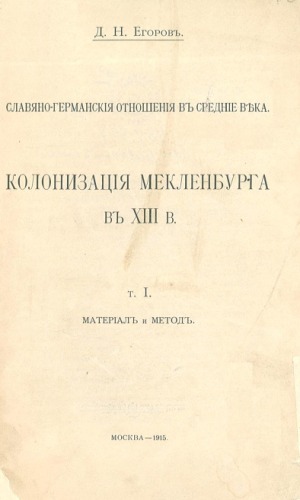 Д. Н. Егоровъ.
СЛАВЯНО-ГЕРМАНСКІЯ ОТНОШЕНІЯ ВЪ СРЕДНІЕ ВѢКА.
КОЛОНИЗАЦІЯ МЕКЛЕНБУРГА
ВЪ XIII В.
Т. I.
МАТЕРІАЛЪ и МЕТОДЪ.
МОСКВА—1915.